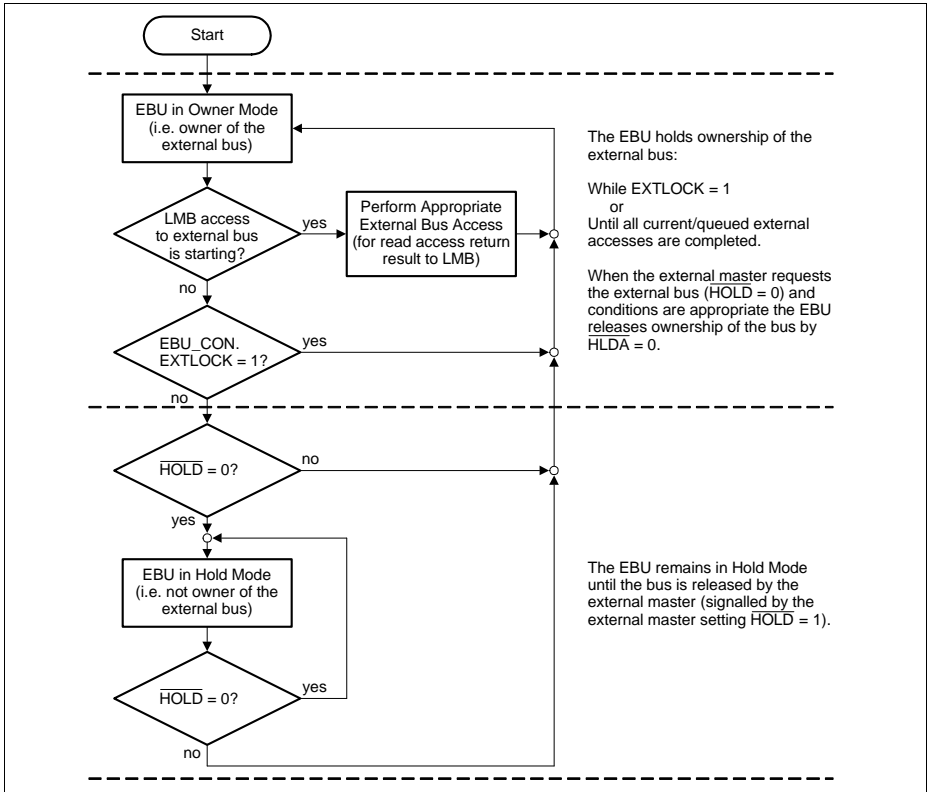 Start
EBU in Owner Mode
(i.e. owner of the
external bus)
LMB access
to external bus
is starting?
yes
Perform Appropriate
External Bus Access
(for read access return
result to LMB)
no
EBU_CON.
EXTLOCK = 1?
yes
no
The EBU holds ownership of the
external bus:
While EXTLOCK = 1
or
Until all current/queued external
accesses are completed.
When the external master requests
the external bus (H̅O̅L̅D̅ = 0) and
conditions are appropriate the EBU
releases ownership of the bus by
H̅L̅D̅A̅ = 0.
H̅O̅L̅D̅ = 0?
no
yes
EBU in Hold Mode
(i.e. not owner of the
external bus)
H̅O̅L̅D̅ = 0?
yes
no
The EBU remains in Hold Mode
until the bus is released by the
external master (signalled by the
external master setting H̅O̅L̅D̅ = 1).